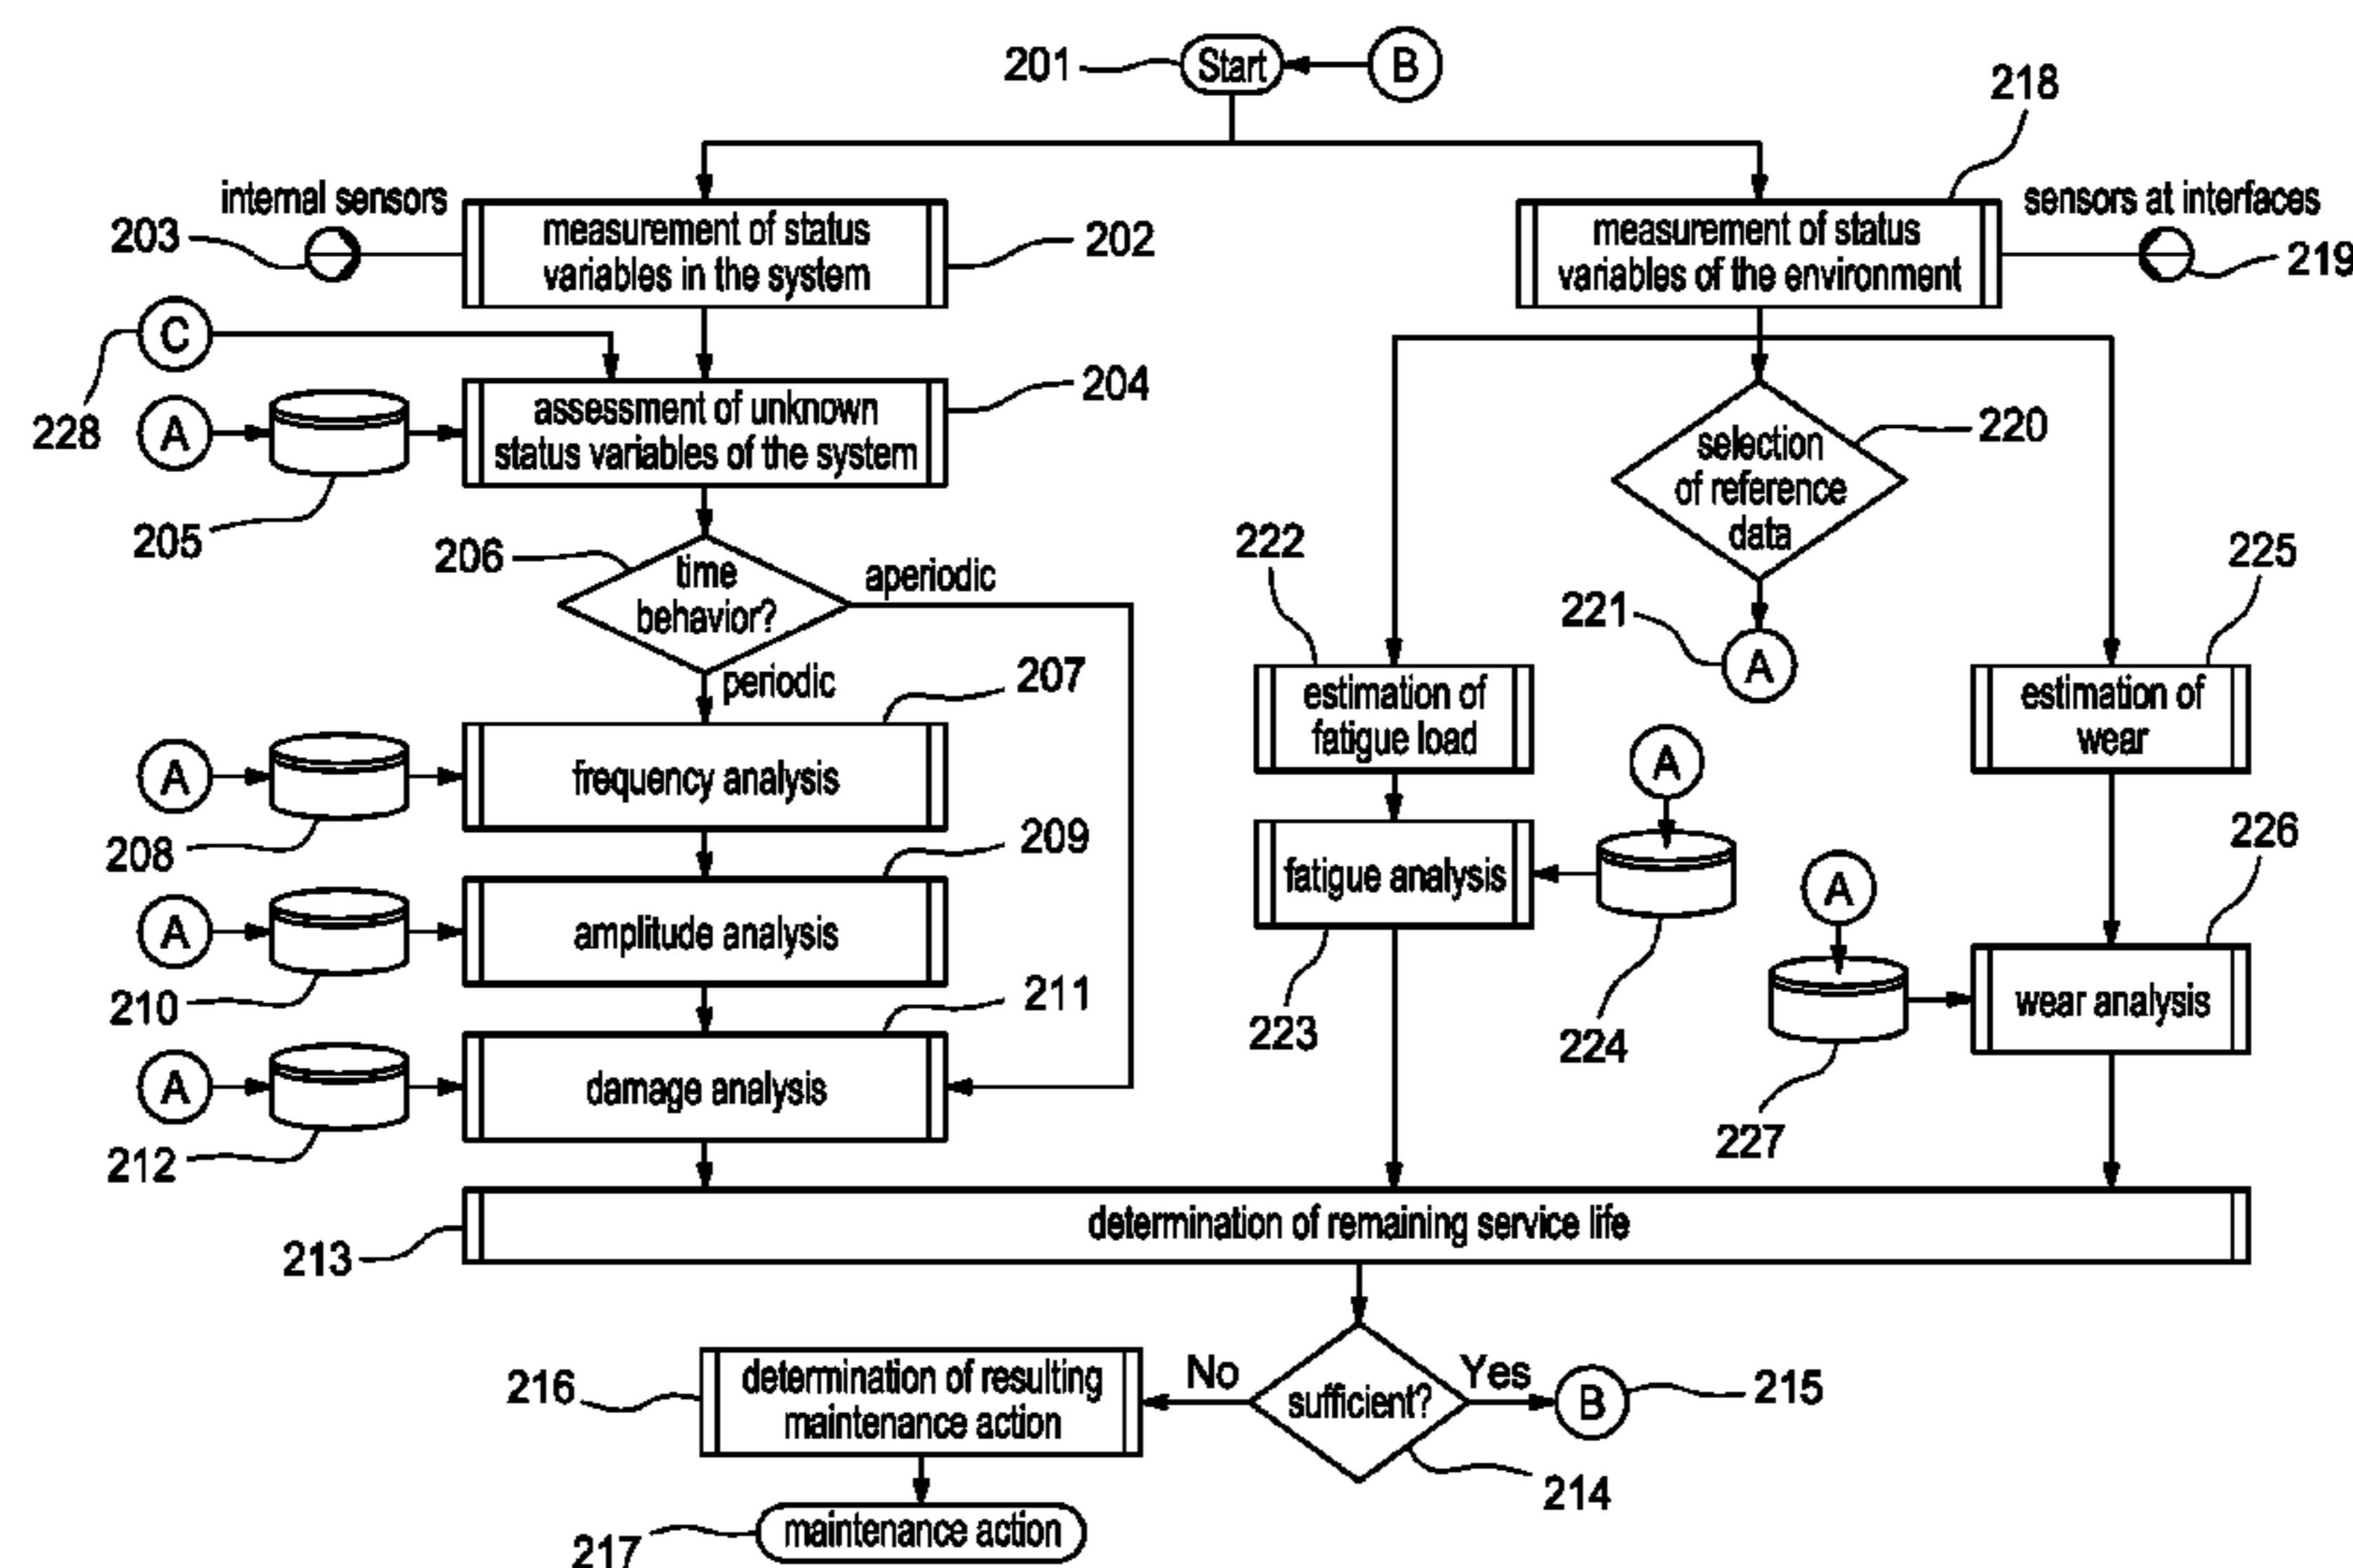 201
Start
B
218
internal sensors
203
measurement of status
variables in the system
202
measurement of status
variables of the environment
sensors at interfaces
219
C
228
A
205
assessment of unknown
status variables of the system
204
selection
of reference
data
220
206
time
behavior?
aperiodic
periodic
221
A
222
estimation of
fatigue load
225
estimation of
wear
207
A
208
frequency analysis
209
A
210
amplitude analysis
fatigue analysis
223
A
224
226
A
227
wear analysis
211
A
212
damage analysis
213
determination of remaining service life
216
determination of resulting
maintenance action
No
sufficient?
Yes
B
215
214
217
maintenance action